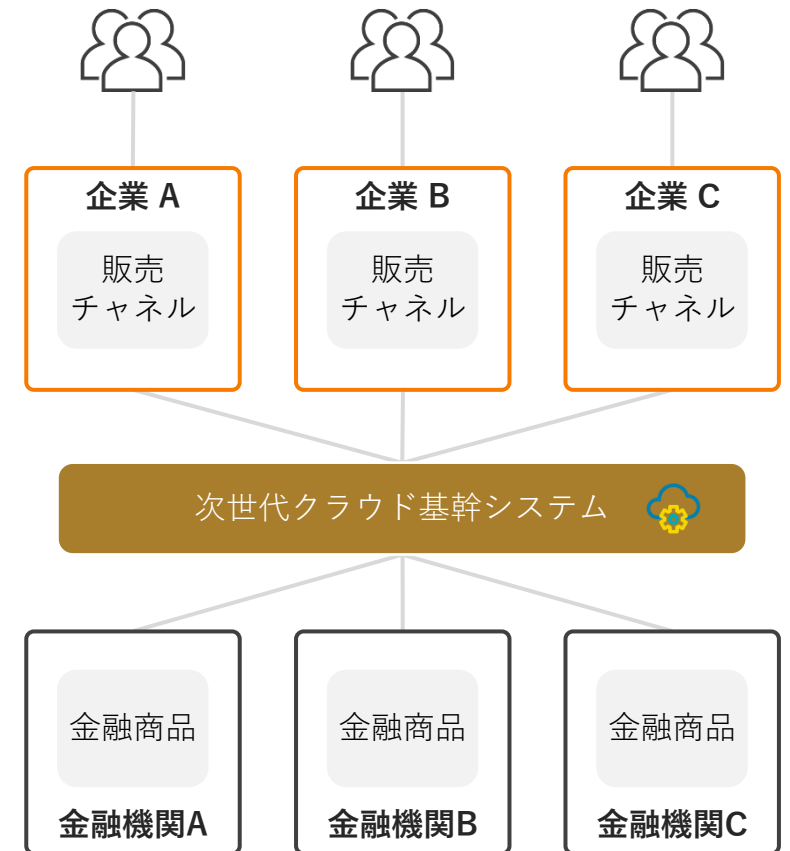 企業 A
企業 B
企業 C
販売
チャネル
販売
チャネル
販売
チャネル
次世代クラウド基幹システム
金融商品
金融商品
金融商品
金融機関A
金融機関B
金融機関C